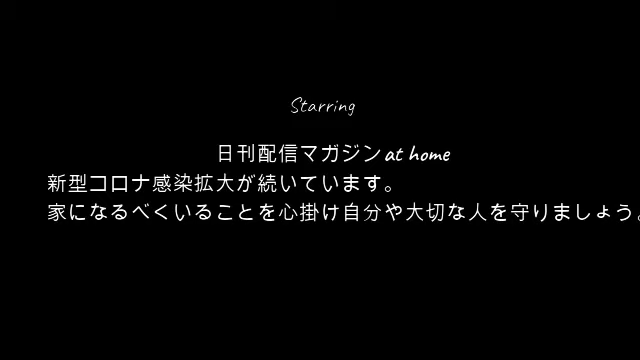 Starring
日刊配信マガジンat home
新型コロナ感染拡大が続いています。
家になるべくいることを心掛け自分や大切な人を守りましょう。